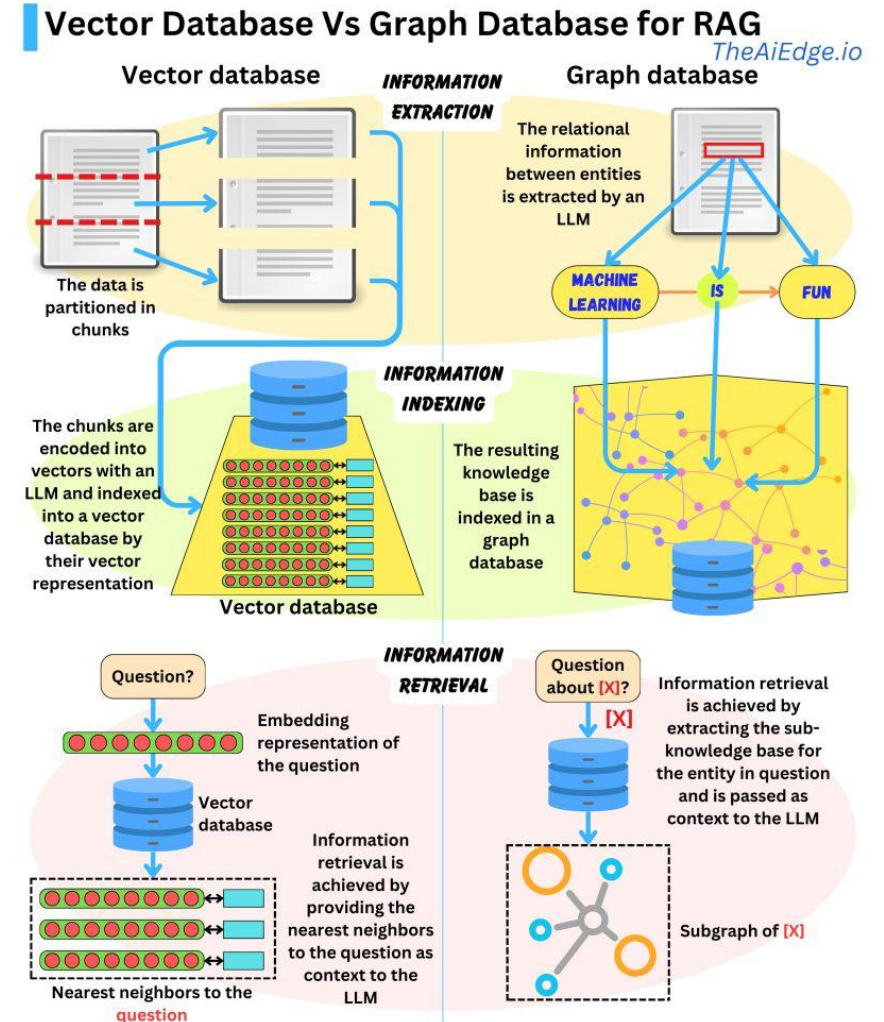 Vector Database Vs Graph Database for RAG
TheAiEdge.io
Vector database
INFORMATION
EXTRACTION
Graph database
The data is
partitioned in
chunks
The relational
information
between entities
is extracted by an
LLM
MACHINE
LEARNING
IS
FUN
INFORMATION
INDEXING
The chunks are
encoded into
vectors with an
LLM and indexed
into a vector
database by
their vector
representation
Vector database
The resulting
knowledge
base is
indexed in a
graph
database
INFORMATION
RETRIEVAL
Question?
Embedding
representation of
the question
Vector
database
Information
retrieval is
achieved by
providing the
nearest neighbors
to the question as
context to the
LLM
Nearest neighbors to the
question
Question
about [X]?
[X]
Information retrieval
is achieved by
extracting the sub-
knowledge base for
the entity in question
and is passed as
context to the LLM
Subgraph of [X]